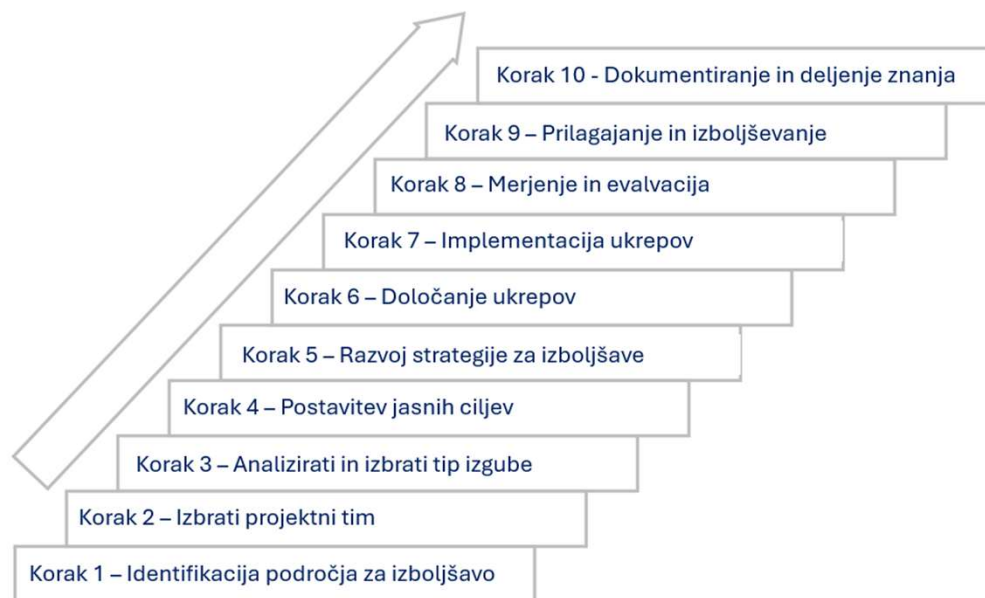 Korak 10 - Dokumentiranje in deljenje znanja
Korak 9 – Prilagajanje in izboljševanje
Korak 8 – Merjenje in evalvacija
Korak 7 – Implementacija ukrepov
Korak 6 – Določanje ukrepov
Korak 5 – Razvoj strategije za izboljšave
Korak 4 – Postavitev jasnih ciljev
Korak 3 – Analizirati in izbrati tip izgube
Korak 2 – Izbrati projektni tim
Korak 1 – Identifikacija področja za izboljšavo